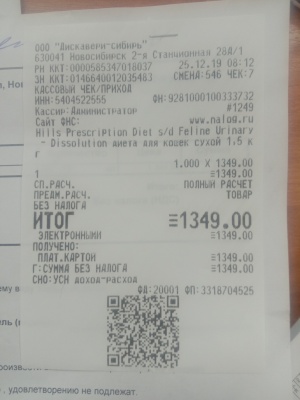 ООО "Дискавери-Сибирь"
630041 Новосибирск 2-я Станционная 28Д/1
РН ККТ:0000585347018037 25.12.19 08:12
ЗН ККТ:0146640012035483 СМЕНА:546 ЧЕК:7
КАССОВЫЙ ЧЕК/ПРИХОД
ИНН:5404522555 ФН:9281000100333732
Кассир:Администратор #1249
Сайт ФНС: www.nalog.ru
Hills Prescription Diet s/d Feline Urinary
- Dissolution диета для кошек сухой 1.5 к
г
1.000 X 1349.00
1 ≡1349.00
СП.РАСЧ. ПОЛНЫЙ РАСЧЕТ
ПРЕДМ.РАСЧ. ТОВАР
БЕЗ НАЛОГА
ИТОГ ≡1349.00
ЭЛЕКТРОННЫМИ ≡1349.00
ПОЛУЧЕНО:
ПЛАТ.КАРТОЙ ≡1349.00
Г:СУММА БЕЗ НАЛОГА ≡1349.00
СНО:УСН доход-расход
ФД:20001 ФП:3318704525
, удовлетворению не подлежат.